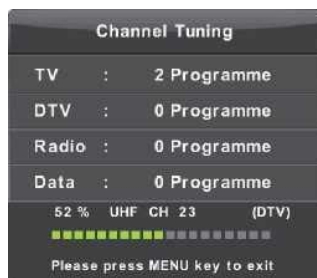 Channel Tuning
TV : 2 Programme
DTV : 0 Programme
Radio : 0 Programme
Data : 0 Programme
52 % UHF CH 23 (DTV)
Please press MENU key to exit